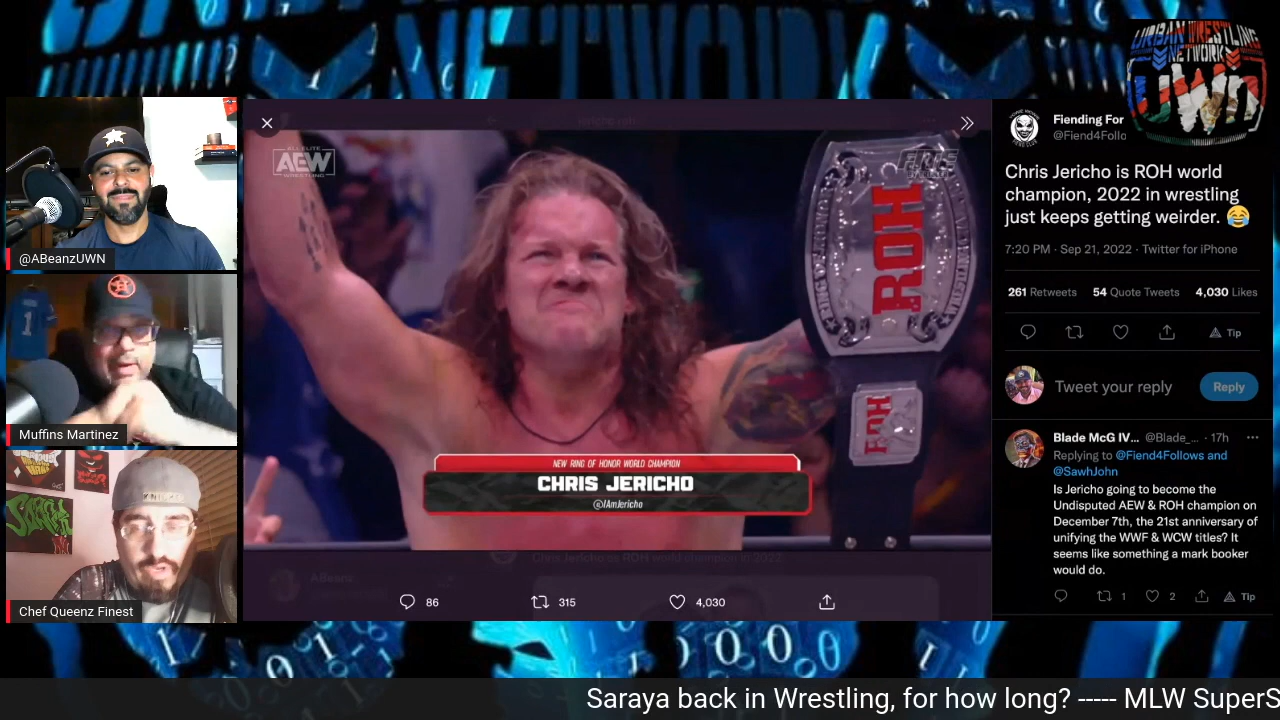 URBAN WRESTLING
NETWORK
UWN
NETWORK
@ABeanzUWN
Muffins Martinez
Chef Queenz Finest
ALL ELITE
AEW
WRESTLING
ROH
ROH
NEW RING OF HONOR WORLD CHAMPION
CHRIS JERICHO
@IAmJericho
86
315
4,030
Fiending For
@Fiend4Follo
Chris Jericho is ROH world
champion, 2022 in wrestling
just keeps getting weirder. 😂
7:20 PM · Sep 21, 2022 · Twitter for iPhone
261 Retweets 54 Quote Tweets 4,030 Likes
Tip
Tweet your reply
Reply
Blade McG IV... @Blade_... · 17h
Replying to @Fiend4Follows and
@SawhJohn
Is Jericho going to become the
Undisputed AEW & ROH champion on
December 7th, the 21st anniversary of
unifying the WWF & WCW titles? It
seems like something a mark booker
would do.
1 2 Tip
Saraya back in Wrestling, for how long? ----- MLW SuperS